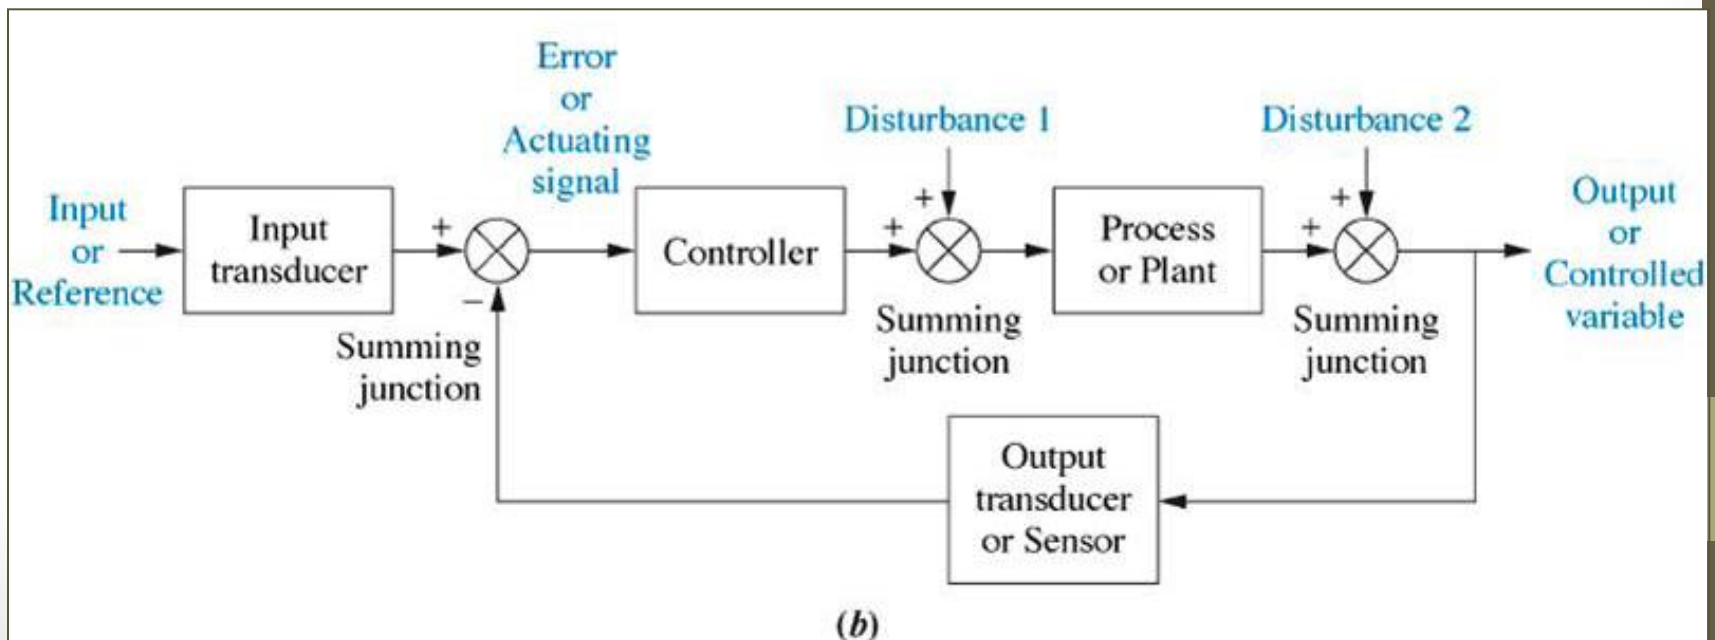 Error
or
Actuating
signal
Disturbance 1
Disturbance 2
Input
or
Reference
Input
transducer
+
−
Summing
junction
Controller
+
+
Summing
junction
Process
or Plant
+
+
Summing
junction
Output
or
Controlled
variable
Output
transducer
or Sensor
(b)